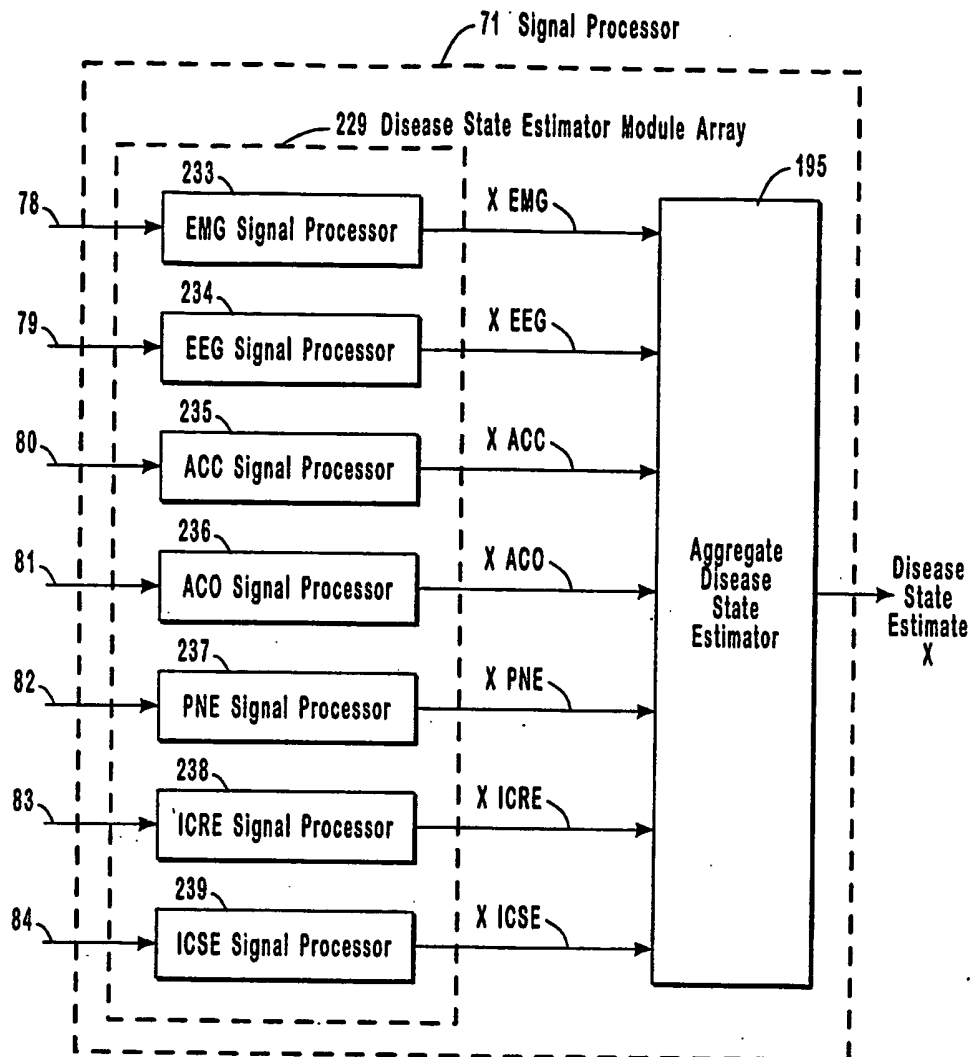 71 Signal Processor
229 Disease State Estimator Module Array
195
233
78
EMG Signal Processor
X EMG
234
79
EEG Signal Processor
X EEG
235
80
ACC Signal Processor
X ACC
236
81
ACO Signal Processor
X ACO
Aggregate
Disease
State
Estimator
Disease
State
Estimate
X
237
82
PNE Signal Processor
X PNE
238
83
ICRE Signal Processor
X ICRE
239
84
ICSE Signal Processor
X ICSE